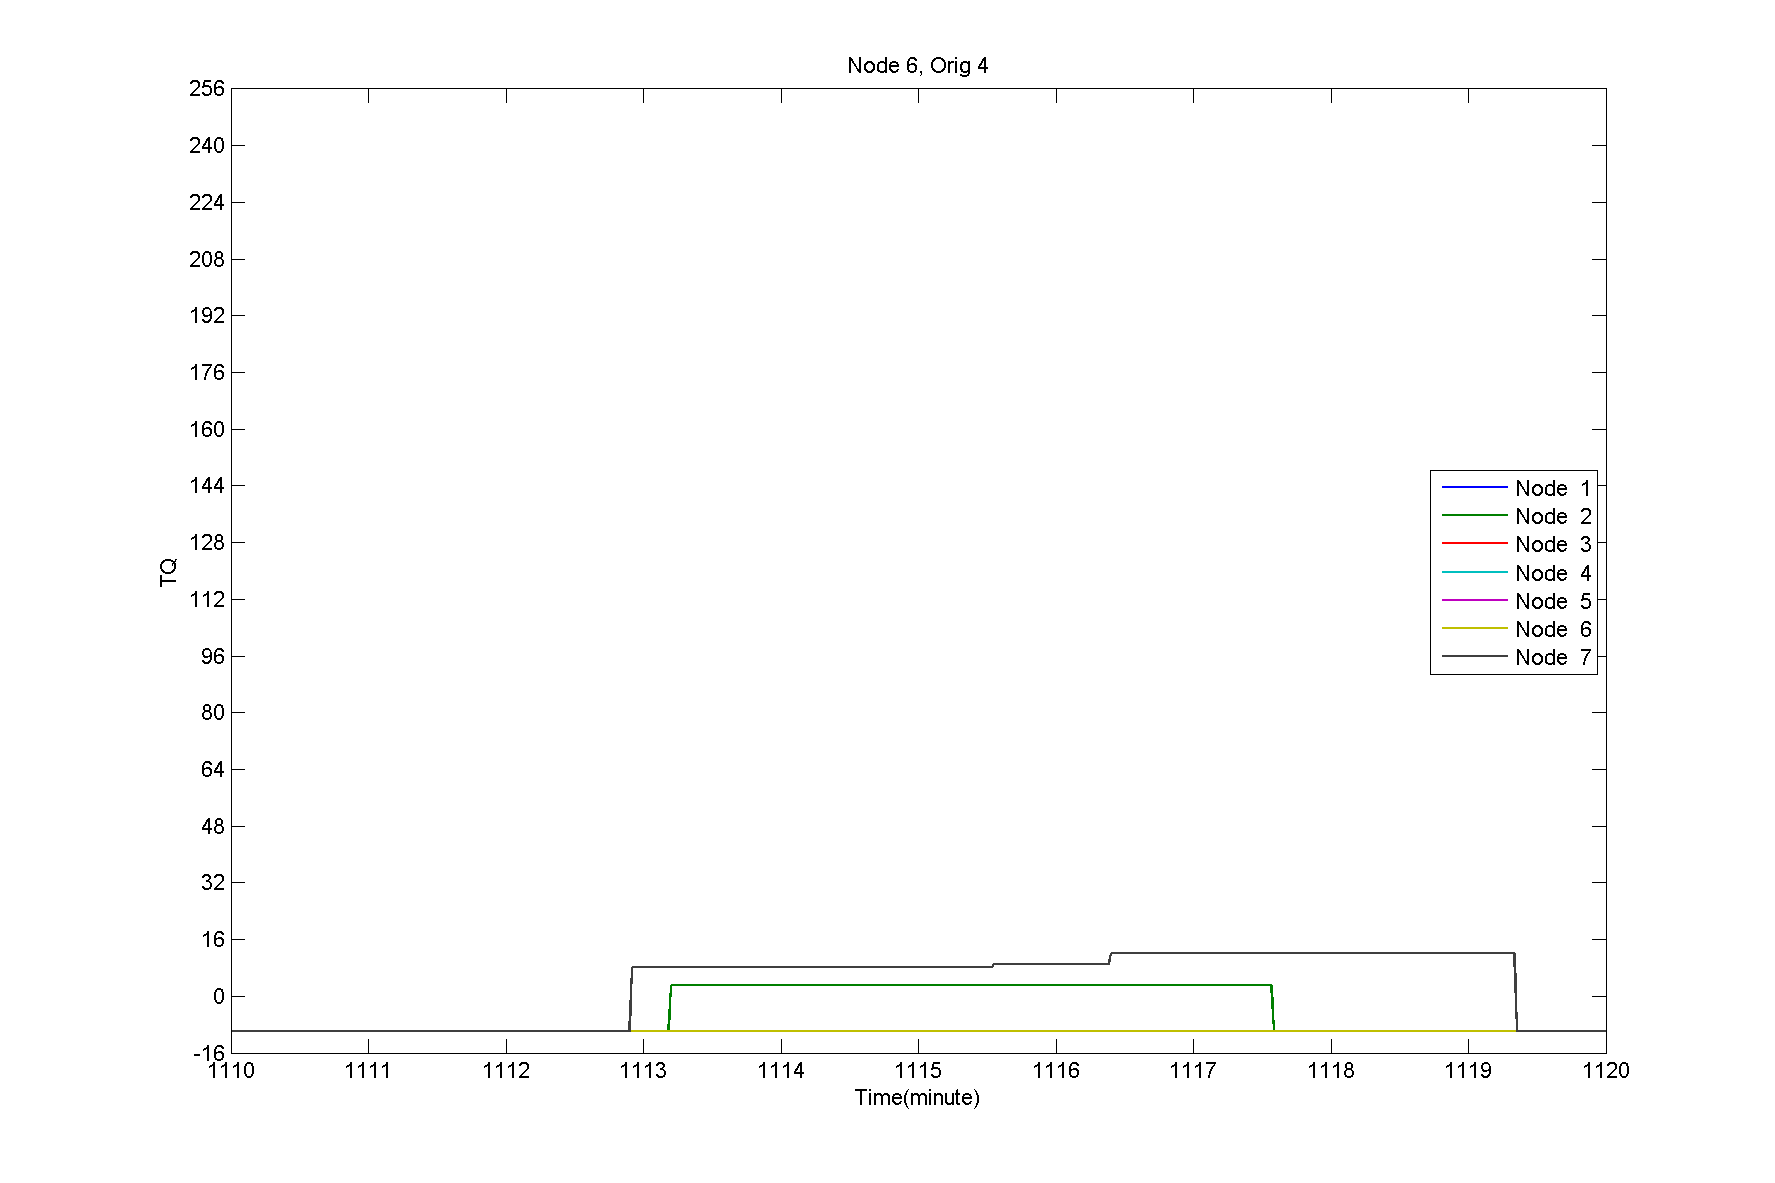 Node 6, Orig 4
256
240
224
208
192
176
160
144
128
112
96
80
64
48
32
16
0
-16
TQ
Node 1
Node 2
Node 3
Node 4
Node 5
Node 6
Node 7
1110 1111 1112 1113 1114 1115 1116 1117 1118 1119 1120
Time(minute)